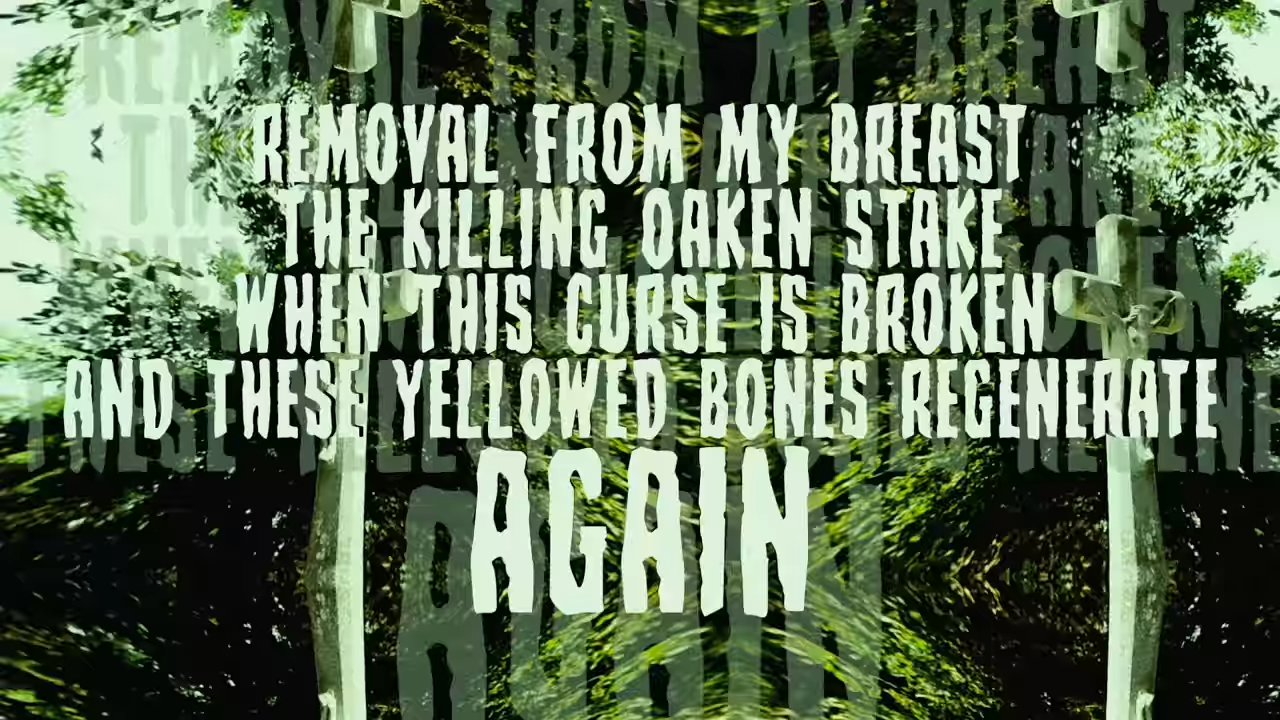 REMOVAL FROM MY BREAST
THE KILLING OAKEN STAKE
WHEN THIS CURSE IS BROKEN
AND THESE YELLOWED BONES REGENERATE
AGAIN